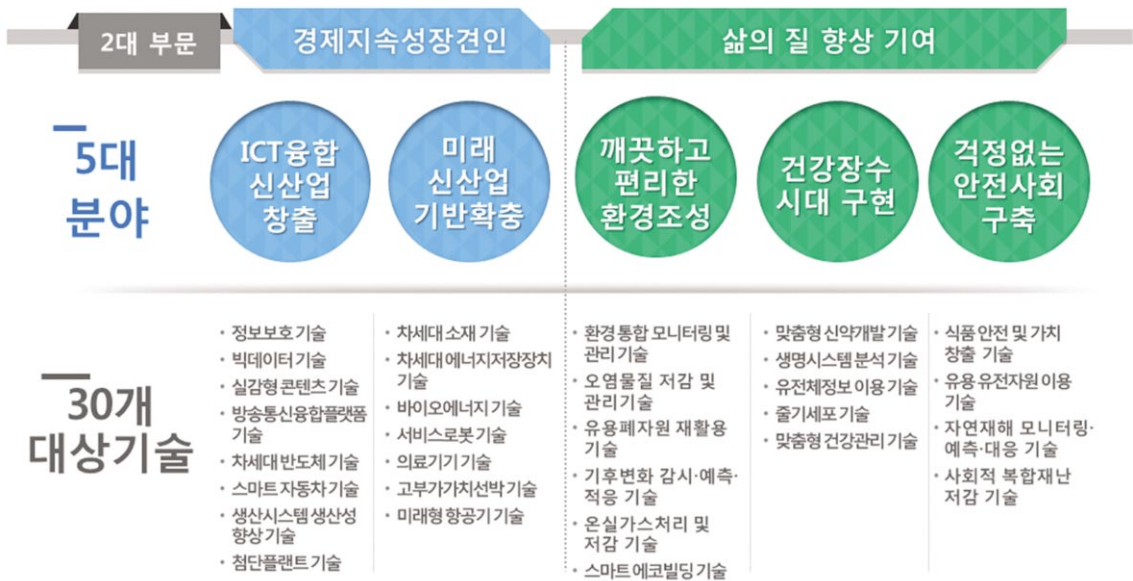 2대 부문
경제지속성장견인
삶의 질 향상 기여
5대
분야
ICT융합
신산업
창출
미래
신산업
기반확충
깨끗하고
편리한
환경조성
건강장수
시대 구현
걱정없는
안전사회
구축
30개
대상기술
• 정보보호 기술
• 빅데이터 기술
• 실감형 콘텐츠 기술
• 방송통신융합플랫폼
기술
• 차세대 반도체 기술
• 스마트 자동차 기술
• 생산시스템 생산성
향상 기술
• 첨단플랜트 기술
• 차세대 소재 기술
• 차세대 에너지저장장치
기술
• 바이오에너지 기술
• 서비스로봇 기술
• 의료기기 기술
• 고부가가치선박 기술
• 미래형 항공기 기술
• 환경 통합 모니터링 및
관리 기술
• 오염물질 저감 및
관리기술
• 유용폐자원 재활용
기술
• 기후변화 감시·예측·
적응 기술
• 온실가스처리 및
저감 기술
• 스마트 에코빌딩 기술
• 맞춤형 신약개발 기술
• 생명시스템 분석 기술
• 유전체정보 이용 기술
• 줄기세포 기술
• 맞춤형 건강관리 기술
• 식품 안전 및 가치
창출 기술
• 유용 유전자원 이용
기술
• 자연재해 모니터링·
예측·대응 기술
• 사회적 복합재난
저감 기술